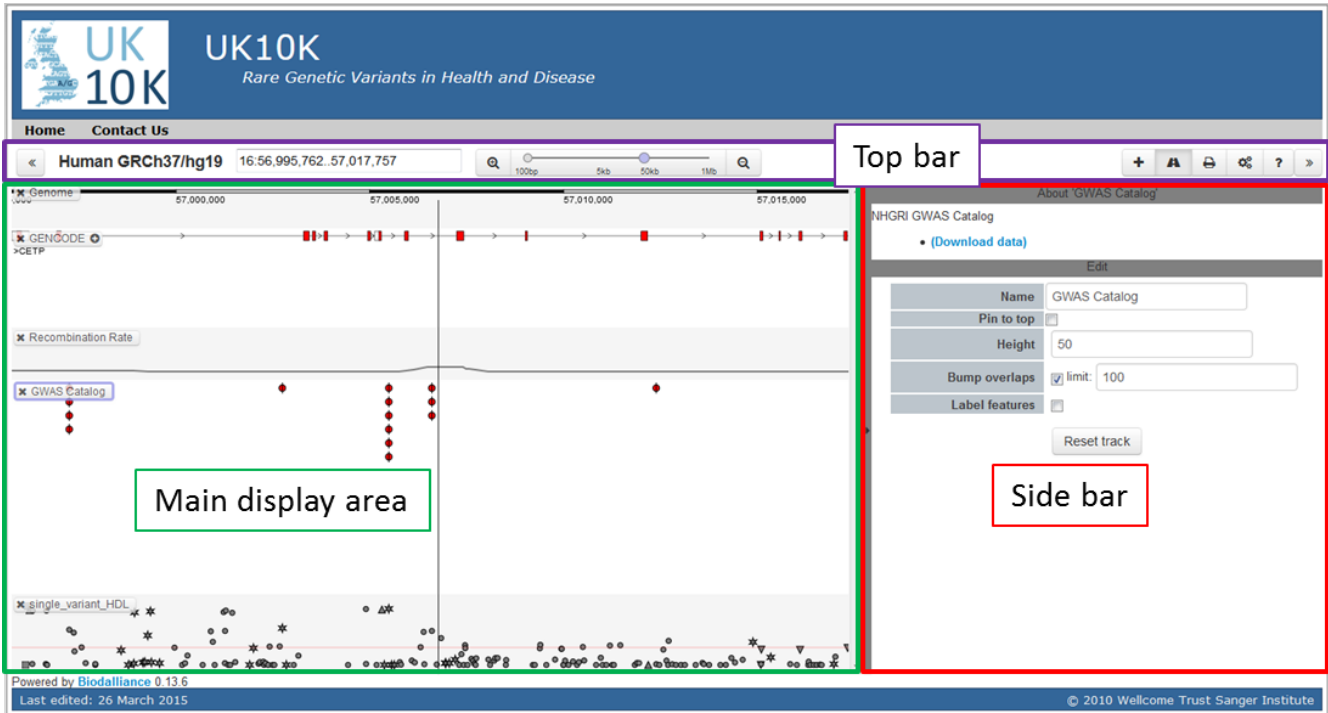 UK
10K
A/G
UK10K
Rare Genetic Variants in Health and Disease
Home Contact Us
Human GRCh37/hg19 16:56,995,762..57,017,757
100bp 5kb 50kb 1Mb
Top bar
+ ? »
Genome
,000 57,000,000 57,005,000 57,010,000 57,015,000
GENCODE
>CETP
Recombination Rate
GWAS Catalog
Main display area
single_variant_HDL
About 'GWAS Catalog'
NHGRI GWAS Catalog
• (Download data)
Edit
Name GWAS Catalog
Pin to top
Height 50
Bump overlaps limit: 100
Label features
Reset track
Side bar
Powered by Biodalliance 0.13.6
Last edited: 26 March 2015
© 2010 Wellcome Trust Sanger Institute